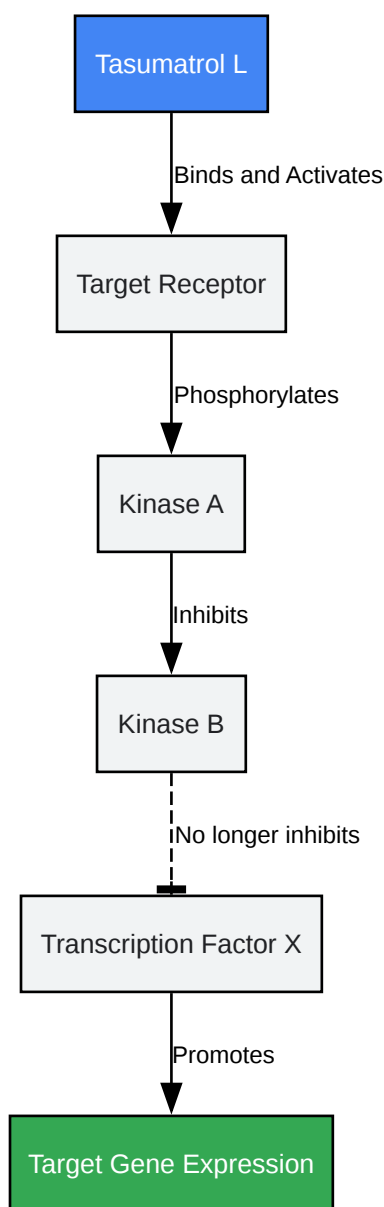 Tasumatrol L
Binds and Activates
Target Receptor
Phosphorylates
Kinase A
Inhibits
Kinase B
No longer inhibits
Transcription Factor X
Promotes
Target Gene Expression